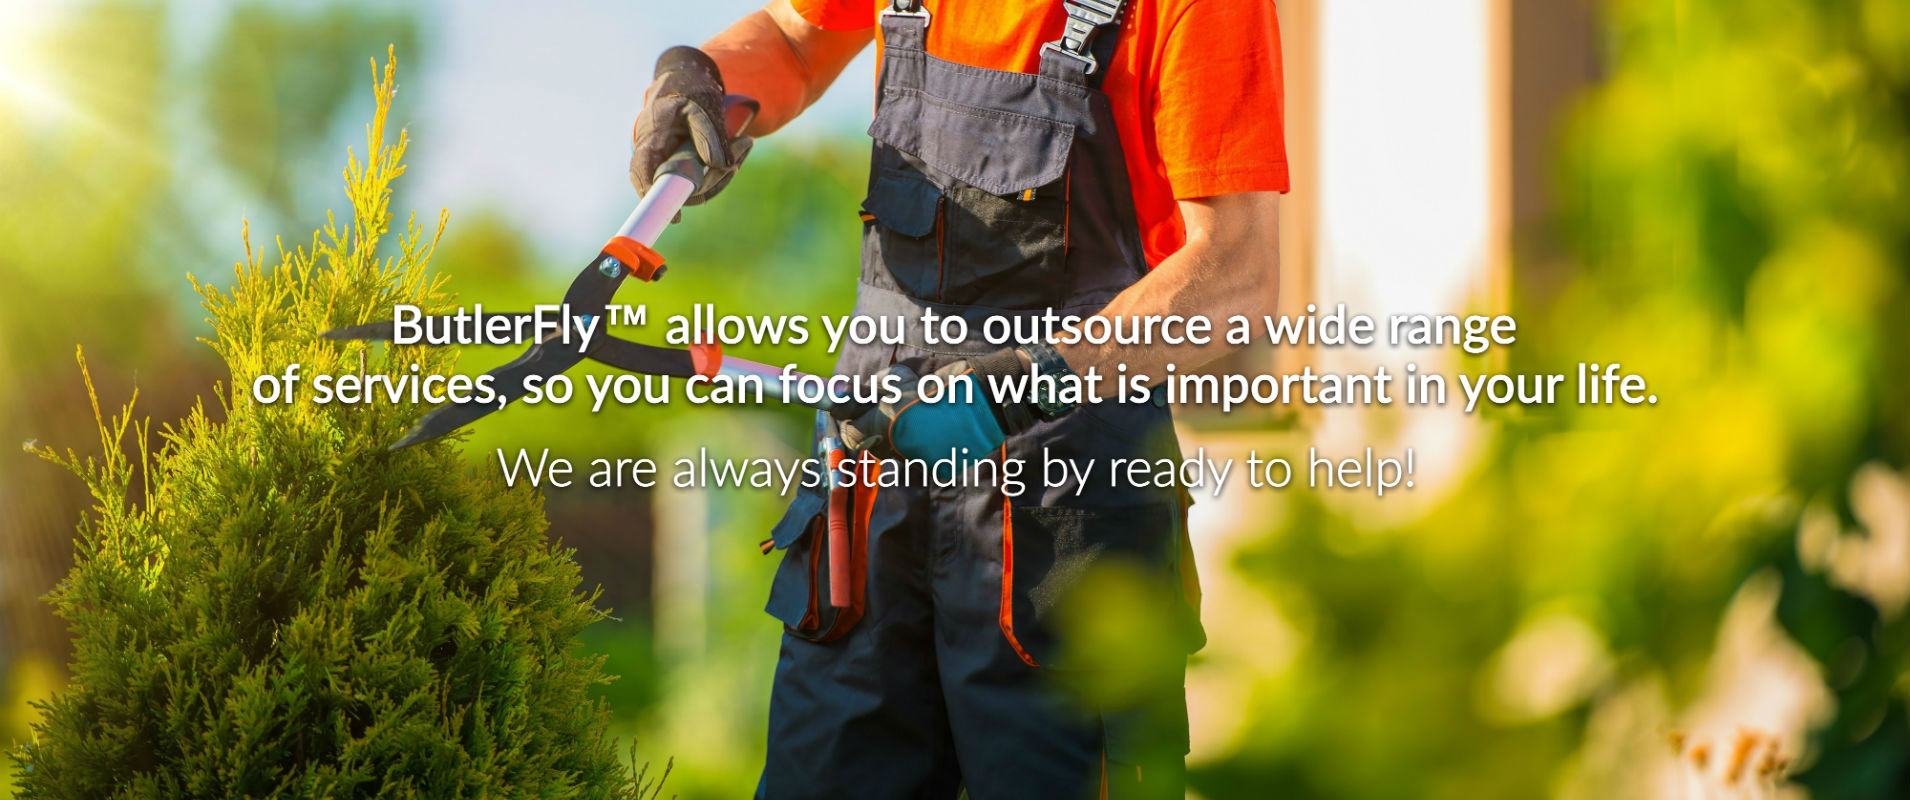 ButlerFly™ allows you to outsource a wide range
of services, so you can focus on what is important in your life.
We are always standing by ready to help!